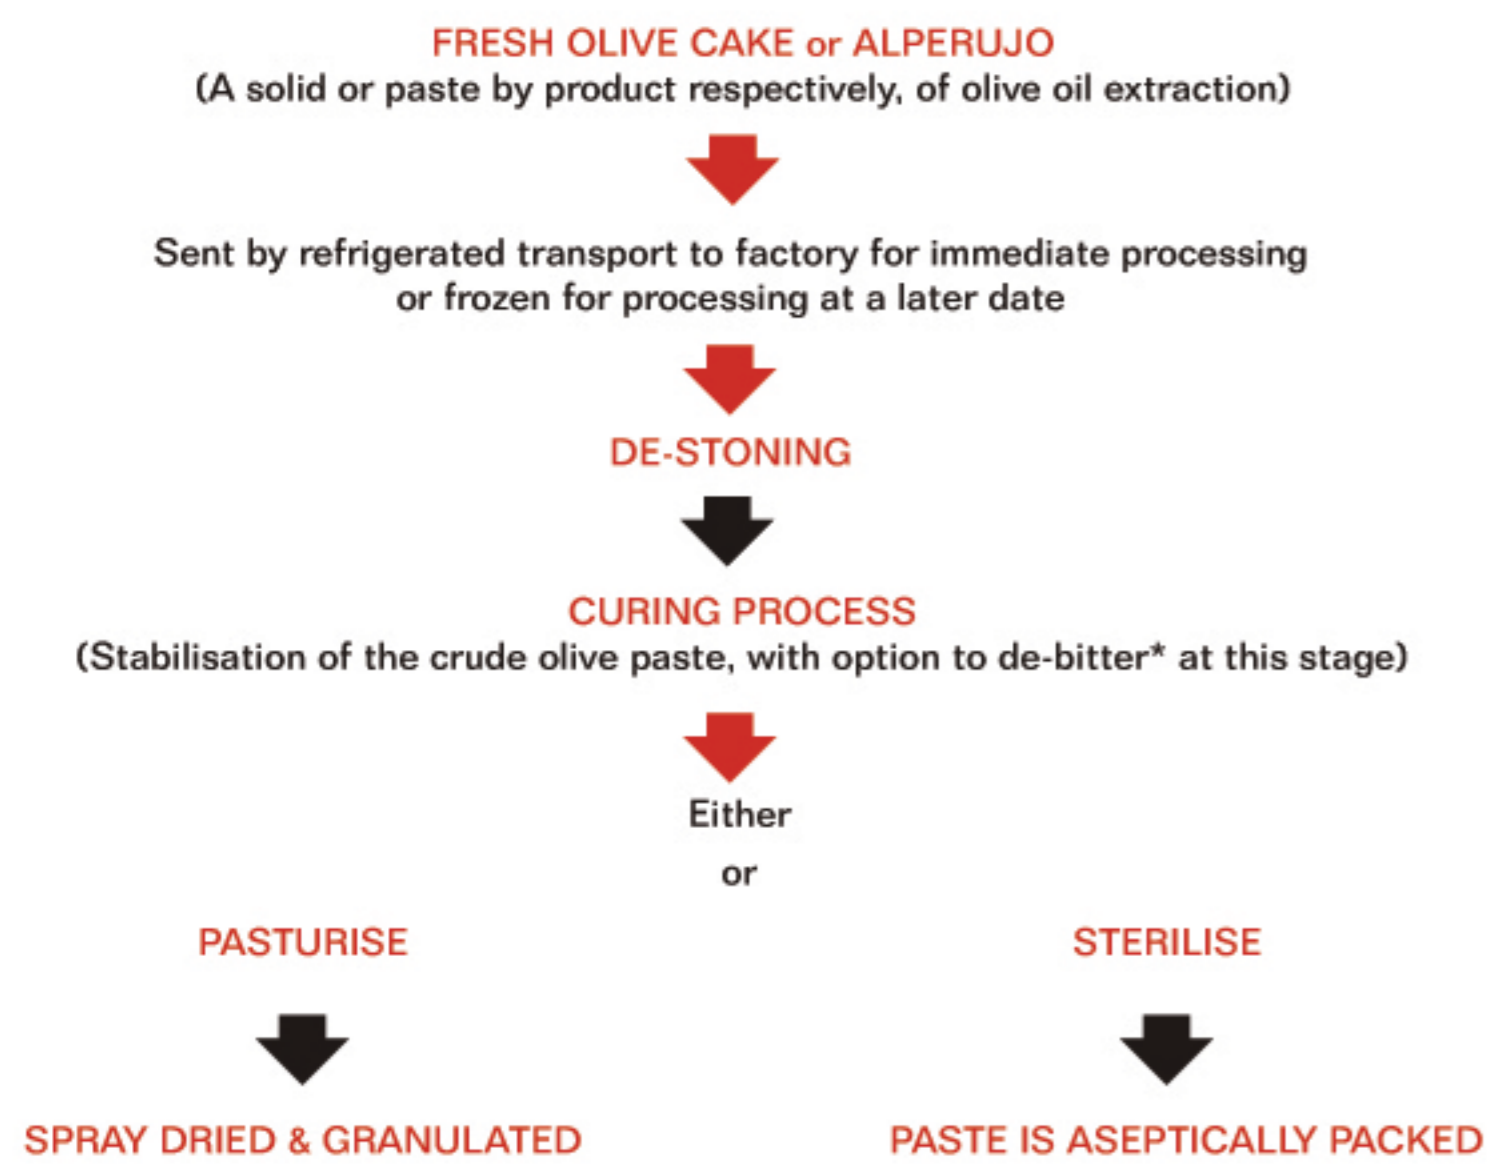 FRESH OLIVE CAKE or ALPERUJO
(A solid or paste by product respectively, of olive oil extraction)
Sent by refrigerated transport to factory for immediate processing
or frozen for processing at a later date
DE-STONING
CURING PROCESS
(Stabilisation of the crude olive paste, with option to de-bitter* at this stage)
Either
or
PASTURISE
STERILISE
SPRAY DRIED & GRANULATED
PASTE IS ASEPTICALLY PACKED